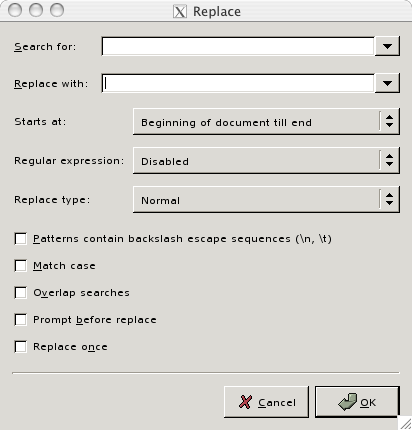 Replace
Search for:
Replace with:
Starts at: Beginning of document till end
Regular expression: Disabled
Replace type: Normal
Patterns contain backslash escape sequences (\n, \t)
Match case
Overlap searches
Prompt before replace
Replace once
Cancel OK